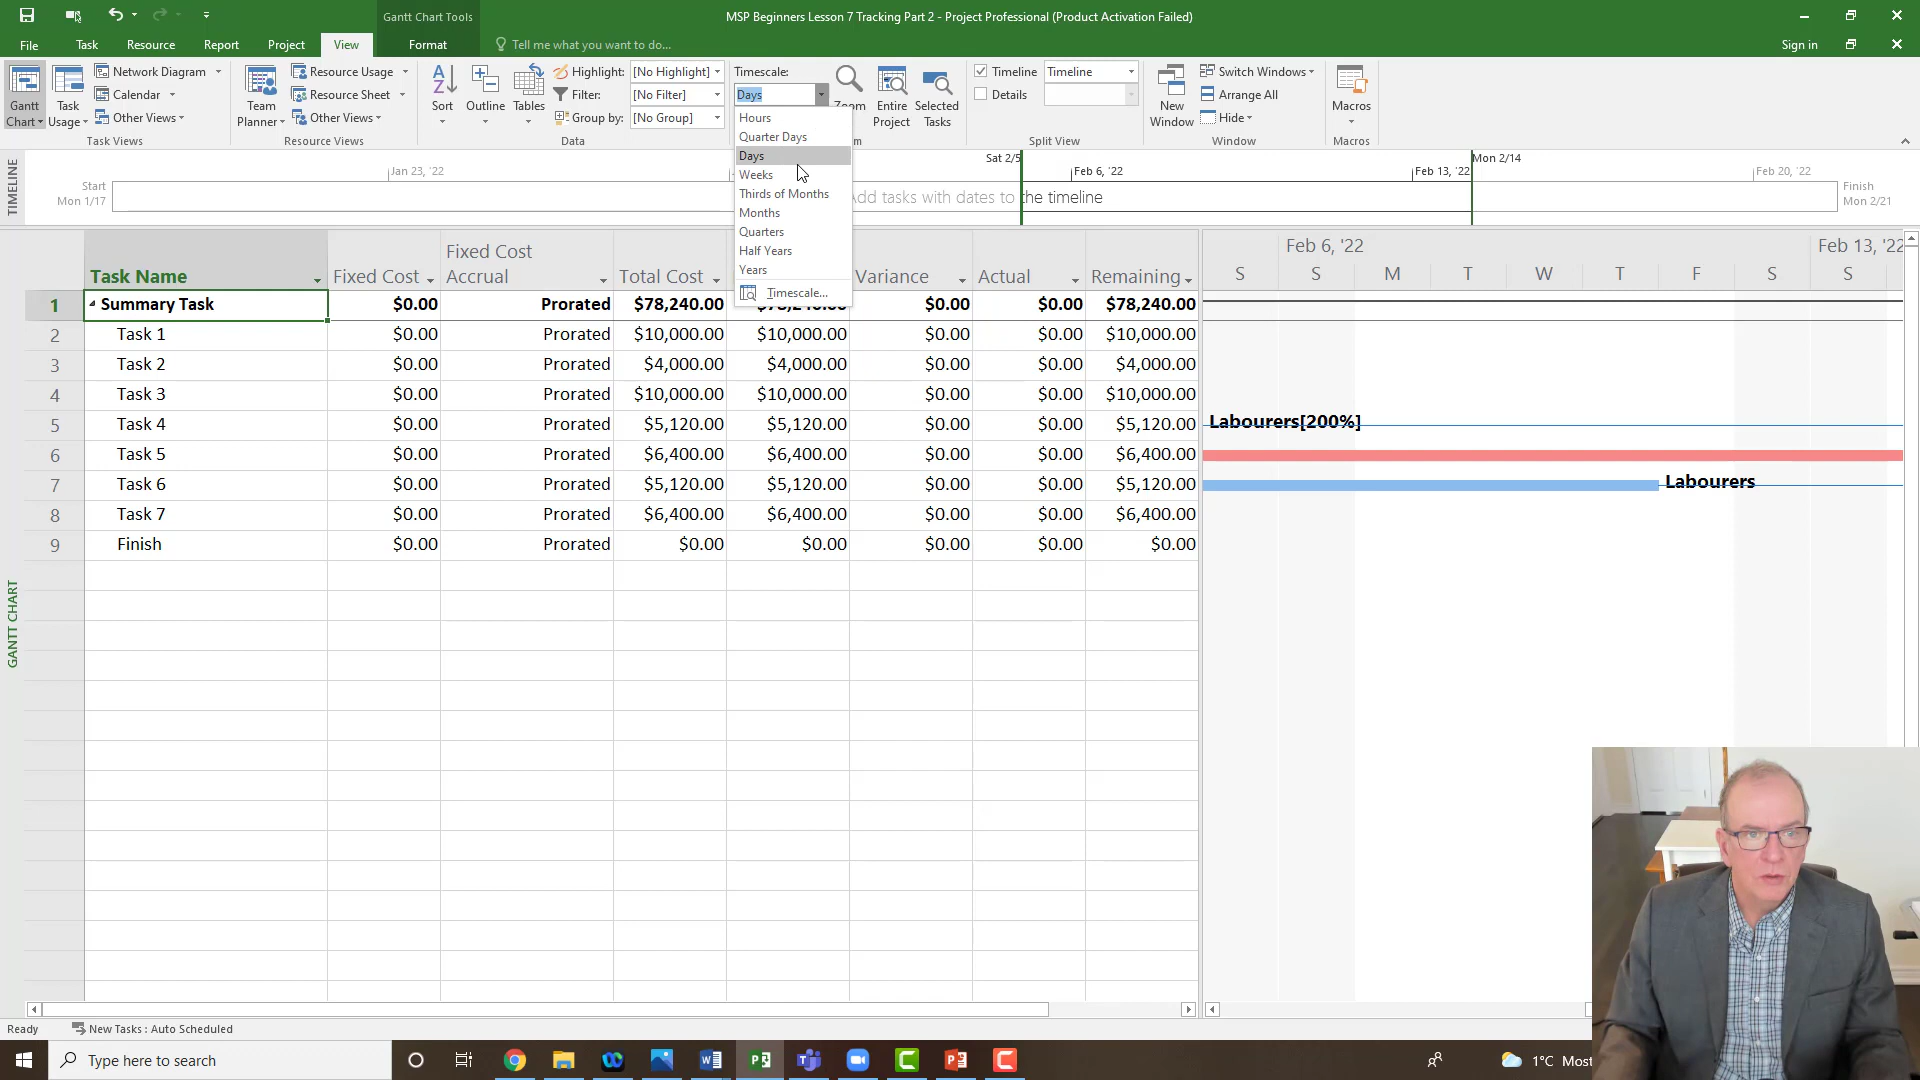 Gantt Chart Tools
MSP Beginners Lesson 7 Tracking Part 2 - Project Professional (Product Activation Failed)
File Task Resource Report Project View Format Tell me what you want to do... Sign in
Gantt Chart
Task Usage
Network Diagram
Calendar
Other Views
Task Views
Team Planner
Resource Usage
Resource Sheet
Other Views
Resource Views
Sort
Outline
Tables
Highlight: [No Highlight]
Filter: [No Filter]
Group by: [No Group]
Data
Timescale:
Days
Hours
Quarter Days
Days
Weeks
Thirds of Months
Months
Quarters
Half Years
Years
Timescale...
Zoom
Entire Project
Selected Tasks
Timeline Timeline
Details
Split View
New Window
Switch Windows
Arrange All
Hide
Window
Macros
Macros
TIMELINE
Sat 2/5 Mon 2/14
Jan 23, '22 Feb 6, '22 Feb 13, '22 Feb 20, '22
Start
Mon 1/17
Add tasks with dates to the timeline
Finish
Mon 2/21
Task Name Fixed Cost Fixed Cost Accrual Total Cost Variance Actual Remaining
Feb 6, '22 Feb 13, '22
S S M T W T F S S
1 Summary Task $0.00 Prorated $78,240.00 $78,240.00 $0.00 $0.00 $78,240.00
2 Task 1 $0.00 Prorated $10,000.00 $10,000.00 $0.00 $0.00 $10,000.00
3 Task 2 $0.00 Prorated $4,000.00 $4,000.00 $0.00 $0.00 $4,000.00
4 Task 3 $0.00 Prorated $10,000.00 $10,000.00 $0.00 $0.00 $10,000.00
5 Task 4 $0.00 Prorated $5,120.00 $5,120.00 $0.00 $0.00 $5,120.00 Labourers[200%]
6 Task 5 $0.00 Prorated $6,400.00 $6,400.00 $0.00 $0.00 $6,400.00
7 Task 6 $0.00 Prorated $5,120.00 $5,120.00 $0.00 $0.00 $5,120.00 Labourers
8 Task 7 $0.00 Prorated $6,400.00 $6,400.00 $0.00 $0.00 $6,400.00
9 Finish $0.00 Prorated $0.00 $0.00 $0.00 $0.00 $0.00
GANTT CHART
Ready New Tasks : Auto Scheduled
Type here to search
1°C